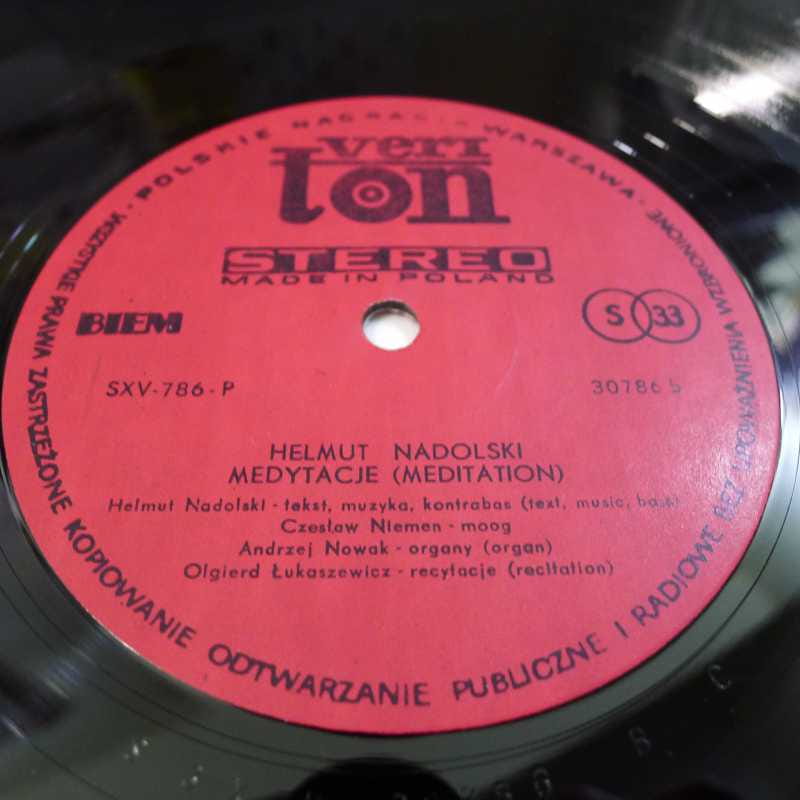 POLSKIE NAGRANIA WARSZAWA
veri
ton
STEREO
MADE IN POLAND
BIEM
S 33
SXV-786-P
30786 b
HELMUT NADOLSKI
MEDYTACJE (MEDITATION)
Helmut Nadolski - tekst, muzyka, kontrabas (text, music, bass)
Czesław Niemen - moog
Andrzej Nowak - organy (organ)
Olgierd Łukaszewicz - recytacje (recitation)
WSZYSTKIE PRAWA ZASTRZEŻONE KOPIOWANIE ODTWARZANIE PUBLICZNE I RADIOWE BEZ UPOWAŻNIENIA WZBRONIONE